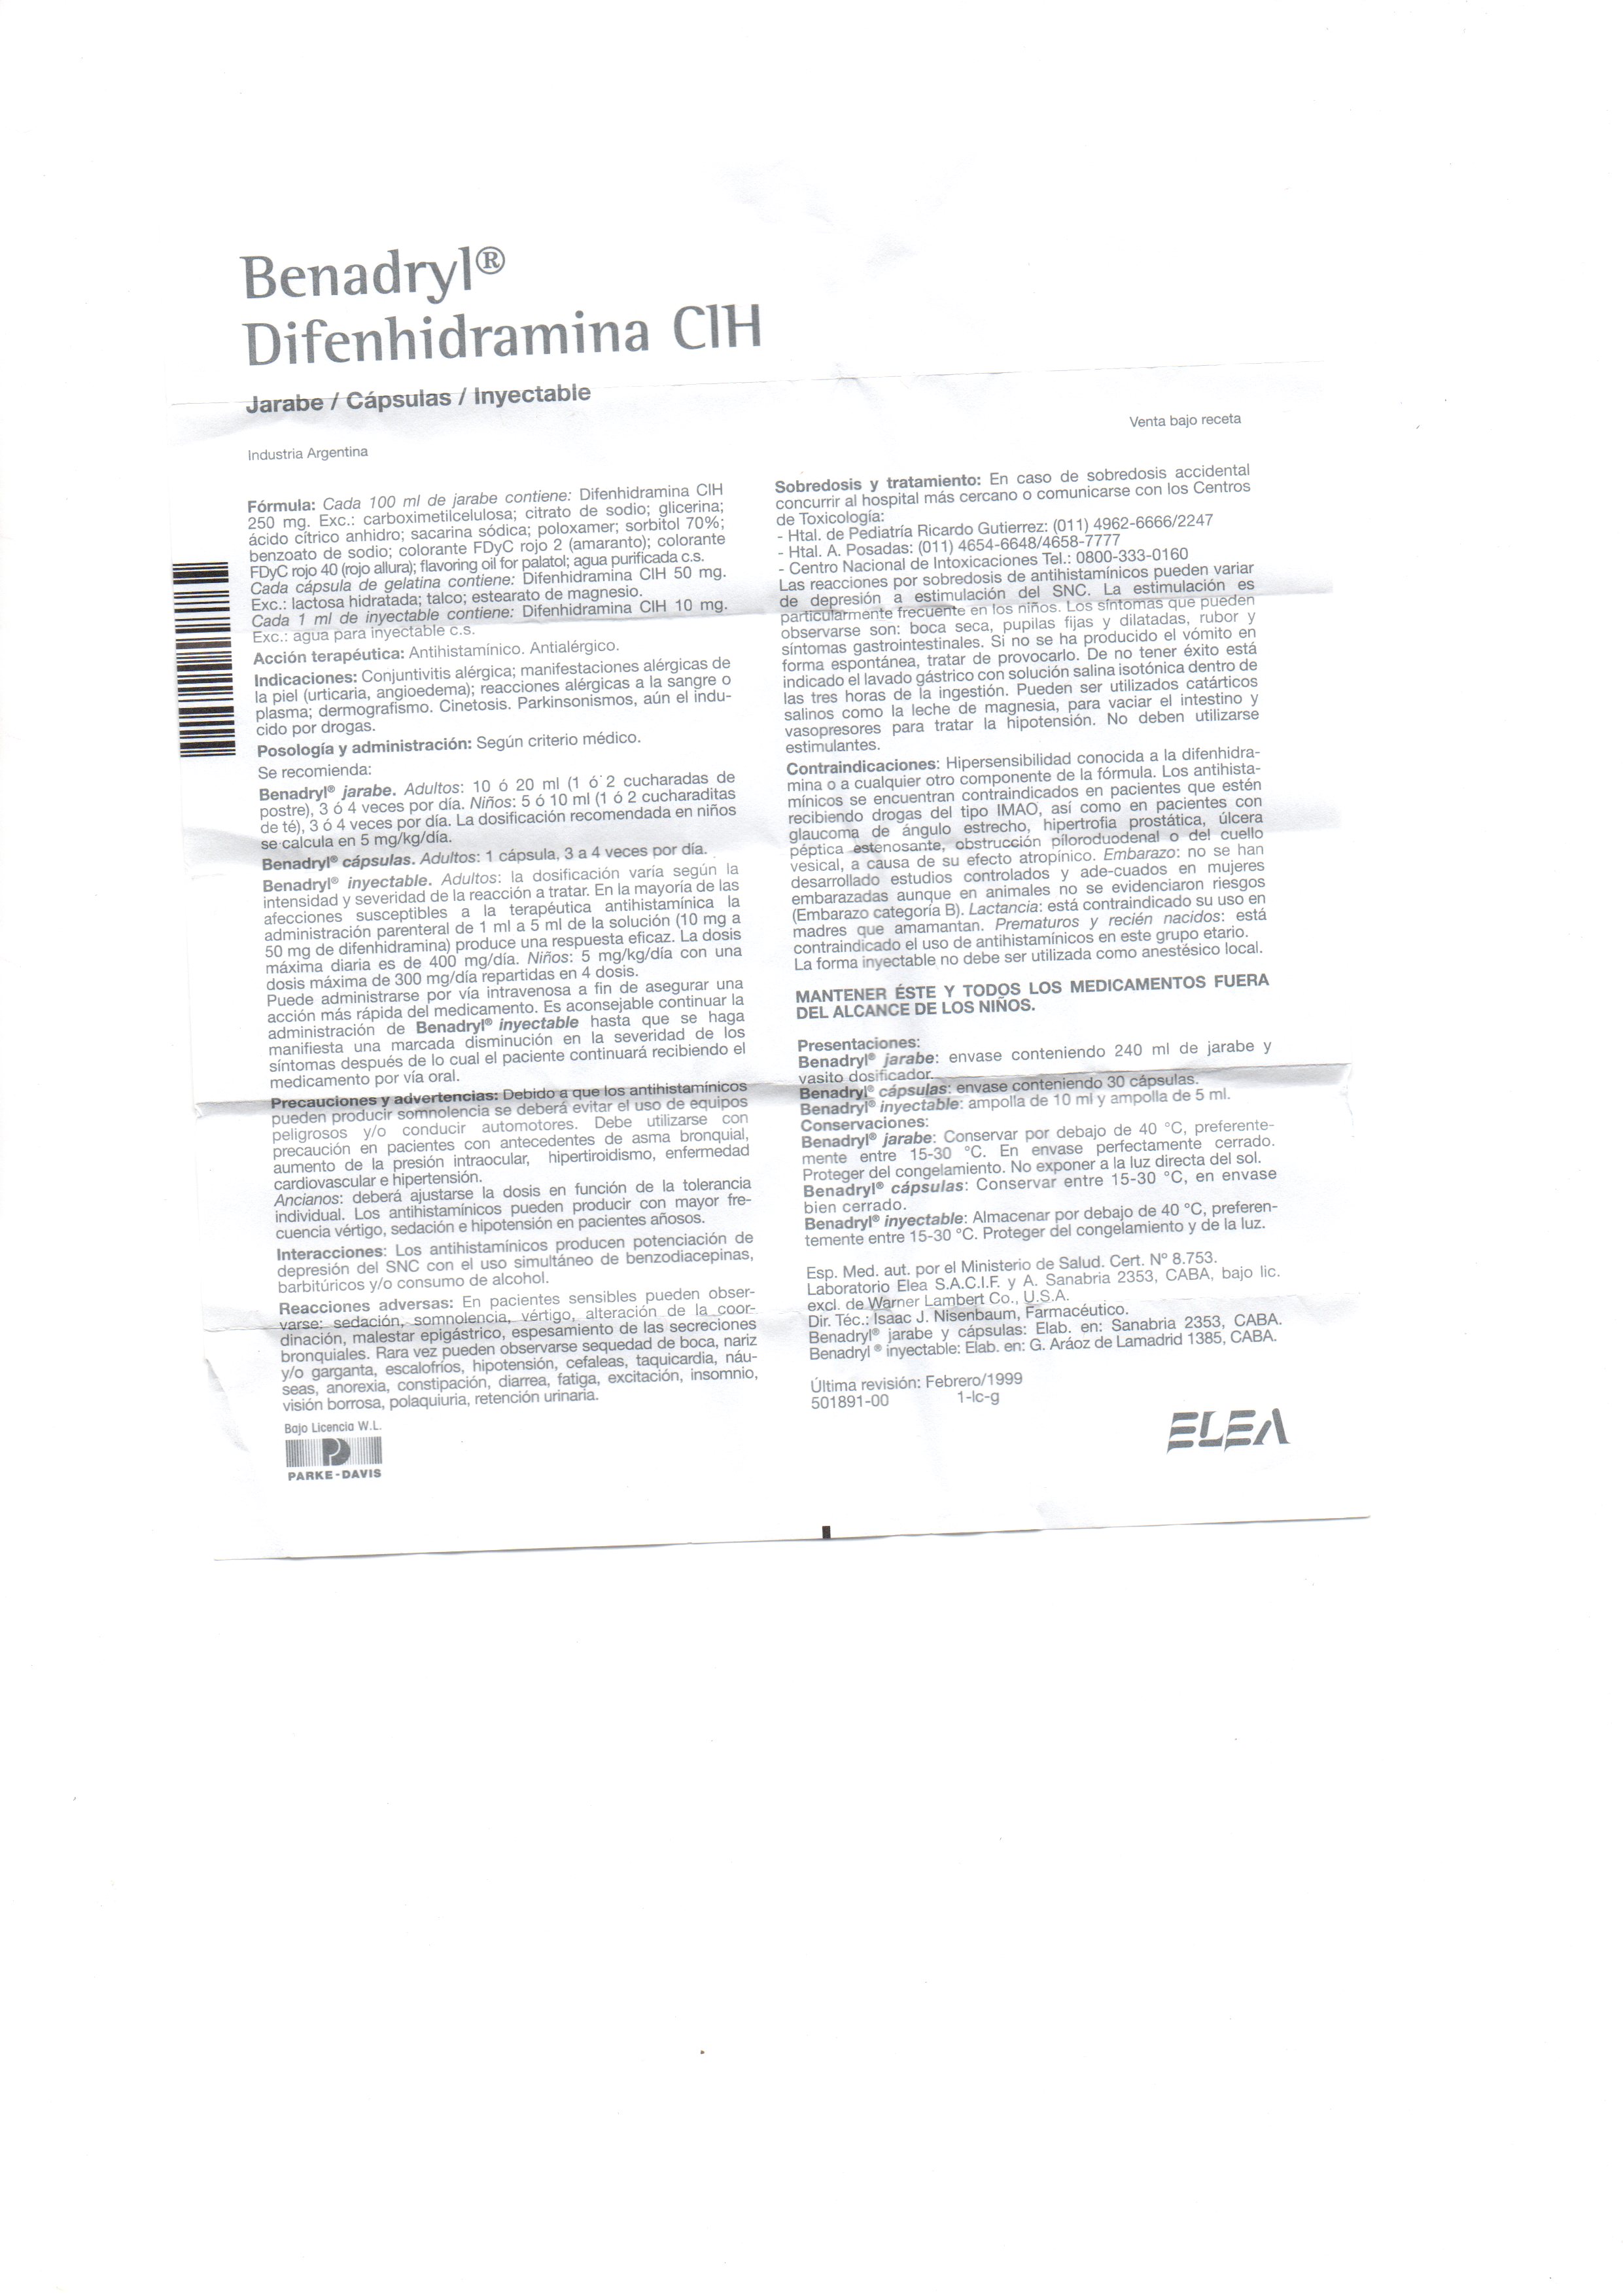 Benadryl®
Difenhidramina ClH
Jarabe / Cápsulas / Inyectable
Venta bajo receta
Industria Argentina
Fórmula: Cada 100 ml de jarabe contiene: Difenhidramina ClH
250 mg. Exc.: carboximetilcelulosa; citrato de sodio; glicerina;
ácido cítrico anhidro; sacarina sódica; poloxamer; sorbitol 70%;
benzoato de sodio; colorante FDyC rojo 2 (amaranto); colorante
FDyC rojo 40 (rojo allura); flavoring oil for palatol; agua purificada c.s.
Cada cápsula de gelatina contiene: Difenhidramina ClH 50 mg.
Exc.: lactosa hidratada; talco; estearato de magnesio.
Cada 1 ml de inyectable contiene: Difenhidramina ClH 10 mg.
Exc.: agua para inyectable c.s.
Acción terapéutica: Antihistamínico. Antialérgico.
Indicaciones: Conjuntivitis alérgica; manifestaciones alérgicas de
la piel (urticaria, angioedema); reacciones alérgicas a la sangre o
plasma; dermografismo. Cinetosis. Parkinsonismos, aún el indu-
cido por drogas.
Posología y administración: Según criterio médico.
Se recomienda:
Benadryl® jarabe. Adultos: 10 ó 20 ml (1 ó 2 cucharadas de
postre), 3 ó 4 veces por día. Niños: 5 ó 10 ml (1 ó 2 cucharaditas
de té), 3 ó 4 veces por día. La dosificación recomendada en niños
se calcula en 5 mg/kg/día.
Benadryl® cápsulas. Adultos: 1 cápsula, 3 a 4 veces por día.
Benadryl® inyectable. Adultos: la dosificación varía según la
intensidad y severidad de la reacción a tratar. En la mayoría de las
afecciones susceptibles a la terapéutica antihistamínica la
administración parenteral de 1 ml a 5 ml de la solución (10 mg a
50 mg de difenhidramina) produce una respuesta eficaz. La dosis
máxima diaria es de 400 mg/día. Niños: 5 mg/kg/día con una
dosis máxima de 300 mg/día repartidas en 4 dosis.
Puede administrarse por vía intravenosa a fin de asegurar una
acción más rápida del medicamento. Es aconsejable continuar la
administración de Benadryl® inyectable hasta que se haga
manifiesta una marcada disminución en la severidad de los
síntomas después de lo cual el paciente continuará recibiendo el
medicamento por vía oral.
Precauciones y advertencias: Debido a que los antihistamínicos
pueden producir somnolencia se deberá evitar el uso de equipos
peligrosos y/o conducir automotores. Debe utilizarse con
precaución en pacientes con antecedentes de asma bronquial,
aumento de la presión intraocular, hipertiroidismo, enfermedad
cardiovascular e hipertensión.
Ancianos: deberá ajustarse la dosis en función de la tolerancia
individual. Los antihistamínicos pueden producir con mayor fre-
cuencia vértigo, sedación e hipotensión en pacientes añosos.
Interacciones: Los antihistamínicos producen potenciación de
depresión del SNC con el uso simultáneo de benzodiacepinas,
barbitúricos y/o consumo de alcohol.
Reacciones adversas: En pacientes sensibles pueden obser-
varse: sedación, somnolencia, vértigo, alteración de la coor-
dinación, malestar epigástrico, espesamiento de las secreciones
bronquiales. Rara vez pueden observarse sequedad de boca, nariz
y/o garganta, escalofríos, hipotensión, cefaleas, taquicardia, náu-
seas, anorexia, constipación, diarrea, fatiga, excitación, insomnio,
visión borrosa, polaquiuria, retención urinaria.
Bajo Licencia W.L.
PARKE-DAVIS
Sobredosis y tratamiento: En caso de sobredosis accidental
concurrir al hospital más cercano o comunicarse con los Centros
de Toxicología:
- Htal. de Pediatría Ricardo Gutierrez: (011) 4962-6666/2247
- Htal. A. Posadas: (011) 4654-6648/4658-7777
- Centro Nacional de Intoxicaciones Tel.: 0800-333-0160
Las reacciones por sobredosis de antihistamínicos pueden variar
de depresión a estimulación del SNC. La estimulación es
particularmente frecuente en los niños. Los síntomas que pueden
observarse son: boca seca, pupilas fijas y dilatadas, rubor y
síntomas gastrointestinales. Si no se ha producido el vómito en
forma espontánea, tratar de provocarlo. De no tener éxito está
indicado el lavado gástrico con solución salina isotónica dentro de
las tres horas de la ingestión. Pueden ser utilizados catárticos
salinos como la leche de magnesia, para vaciar el intestino y
vasopresores para tratar la hipotensión. No deben utilizarse
estimulantes.
Contraindicaciones: Hipersensibilidad conocida a la difenhidra-
mina o a cualquier otro componente de la fórmula. Los antihista-
mínicos se encuentran contraindicados en pacientes que estén
recibiendo drogas del tipo IMAO, así como en pacientes con
glaucoma de ángulo estrecho, hipertrofia prostática, úlcera
péptica estenosante, obstrucción píloroduodenal o del cuello
vesical, a causa de su efecto atropínico. Embarazo: no se han
desarrollado estudios controlados y ade-cuados en mujeres
embarazadas aunque en animales no se evidenciaron riesgos
(Embarazo categoría B). Lactancia: está contraindicado su uso en
madres que amamantan. Prematuros y recién nacidos: está
contraindicado el uso de antihistamínicos en este grupo etario.
La forma inyectable no debe ser utilizada como anestésico local.
MANTENER ÉSTE Y TODOS LOS MEDICAMENTOS FUERA
DEL ALCANCE DE LOS NIÑOS.
Presentaciones:
Benadryl® jarabe: envase conteniendo 240 ml de jarabe y
vasito dosificador.
Benadryl® cápsulas: envase conteniendo 30 cápsulas.
Benadryl® inyectable: ampolla de 10 ml y ampolla de 5 ml.
Conservaciones:
Benadryl® jarabe: Conservar por debajo de 40 °C, preferente-
mente entre 15-30 °C. En envase perfectamente cerrado.
Proteger del congelamiento. No exponer a la luz directa del sol.
Benadryl® cápsulas: Conservar entre 15-30 °C, en envase
bien cerrado.
Benadryl® inyectable: Almacenar por debajo de 40 °C, preferen-
temente entre 15-30 °C. Proteger del congelamiento y de la luz.
Esp. Med. aut. por el Ministerio de Salud. Cert. Nº 8.753.
Laboratorio Elea S.A.C.I.F. y A. Sanabria 2353, CABA, bajo lic.
excl. de Warner Lambert Co., U.S.A.
Dir. Téc.: Isaac J. Nisenbaum, Farmacéutico.
Benadryl® jarabe y cápsulas: Elab. en: Sanabria 2353, CABA.
Benadryl ® inyectable: Elab. en: G. Aráoz de Lamadrid 1385, CABA.
Última revisión: Febrero/1999
501891-00 1-lc-g
ELEA